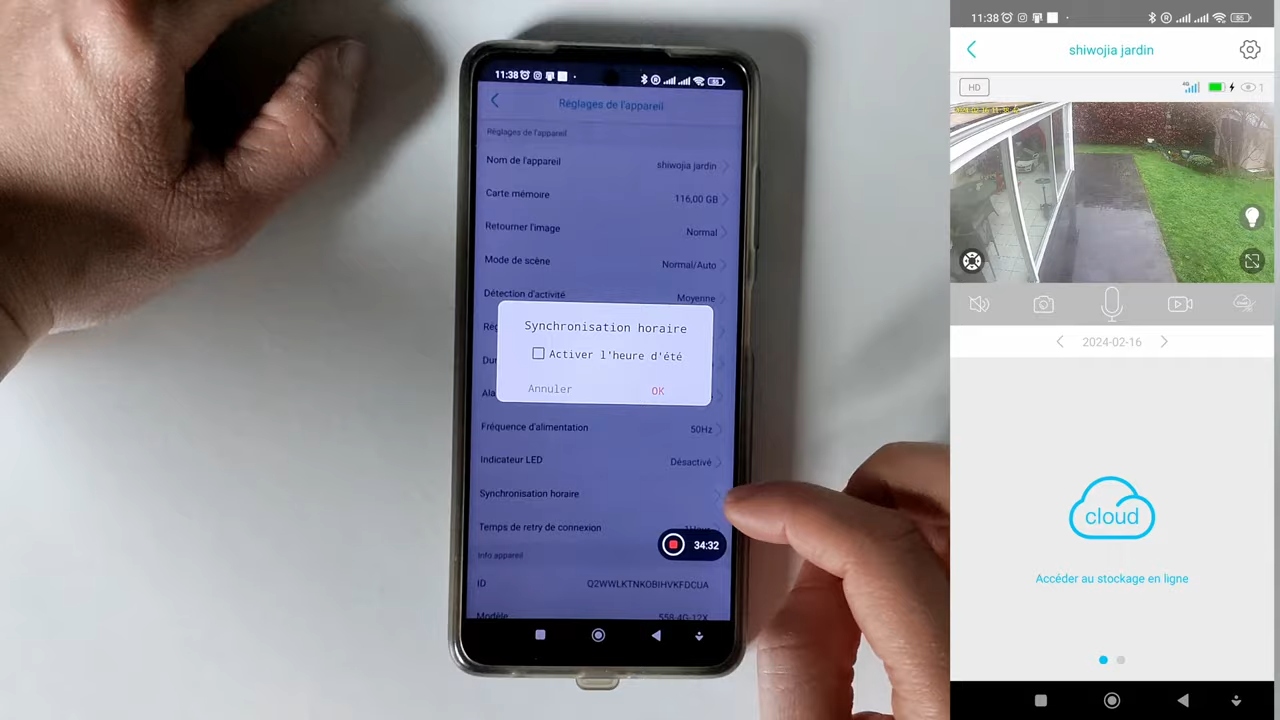 11:38
Réglages de l'appareil
Réglages de l'appareil
Nom de l'appareil shiwojia jardin
Carte mémoire 116,00 GB
Retourner l'image Normal
Mode de scène Normal/Auto
Détection d'activité Moyenne
Synchronisation horaire
Activer l'heure d'été
Annuler OK
Fréquence d'alimentation 50Hz
Indicateur LED Désactivé
Synchronisation horaire
Temps de retry de connexion
34:32
Info appareil
ID Q2WWLKTNKOBIHVKFDCUA
Modèle 558-4G-12X
11:38
shiwojia jardin
HD
4G
1
2024-02-16
cloud
Accéder au stockage en ligne